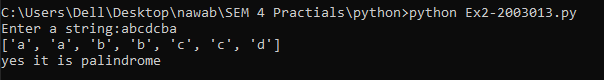 C:\Users\Dell\Desktop\nawab\SEM 4 Practials\python>python Ex2-2003013.py
Enter a string:abcdcba
['a', 'a', 'b', 'b', 'c', 'c', 'd']
yes it is palindrome